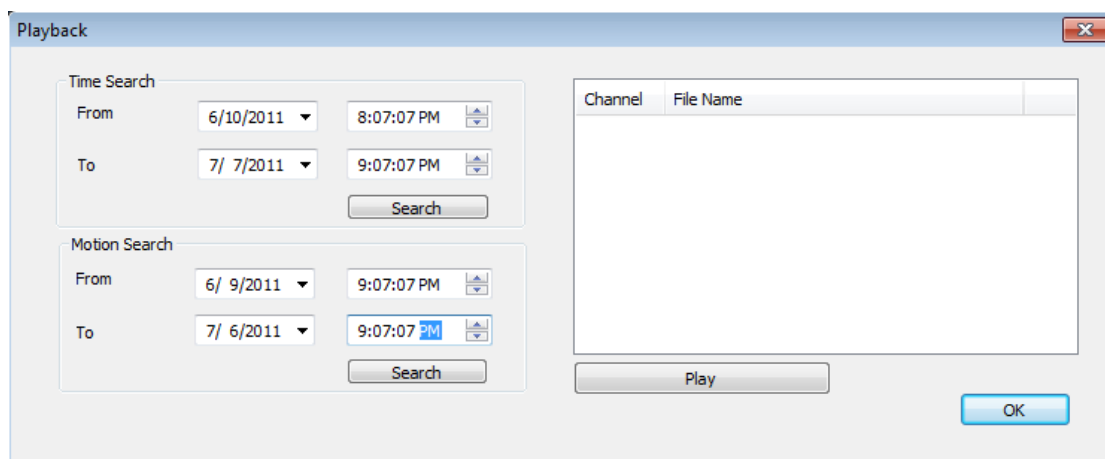 Playback
Time Search
From 6/10/2011 8:07:07 PM
To 7/ 7/2011 9:07:07 PM
Search
Motion Search
From 6/ 9/2011 9:07:07 PM
To 7/ 6/2011 9:07:07 PM
Search
Channel File Name
Play
OK